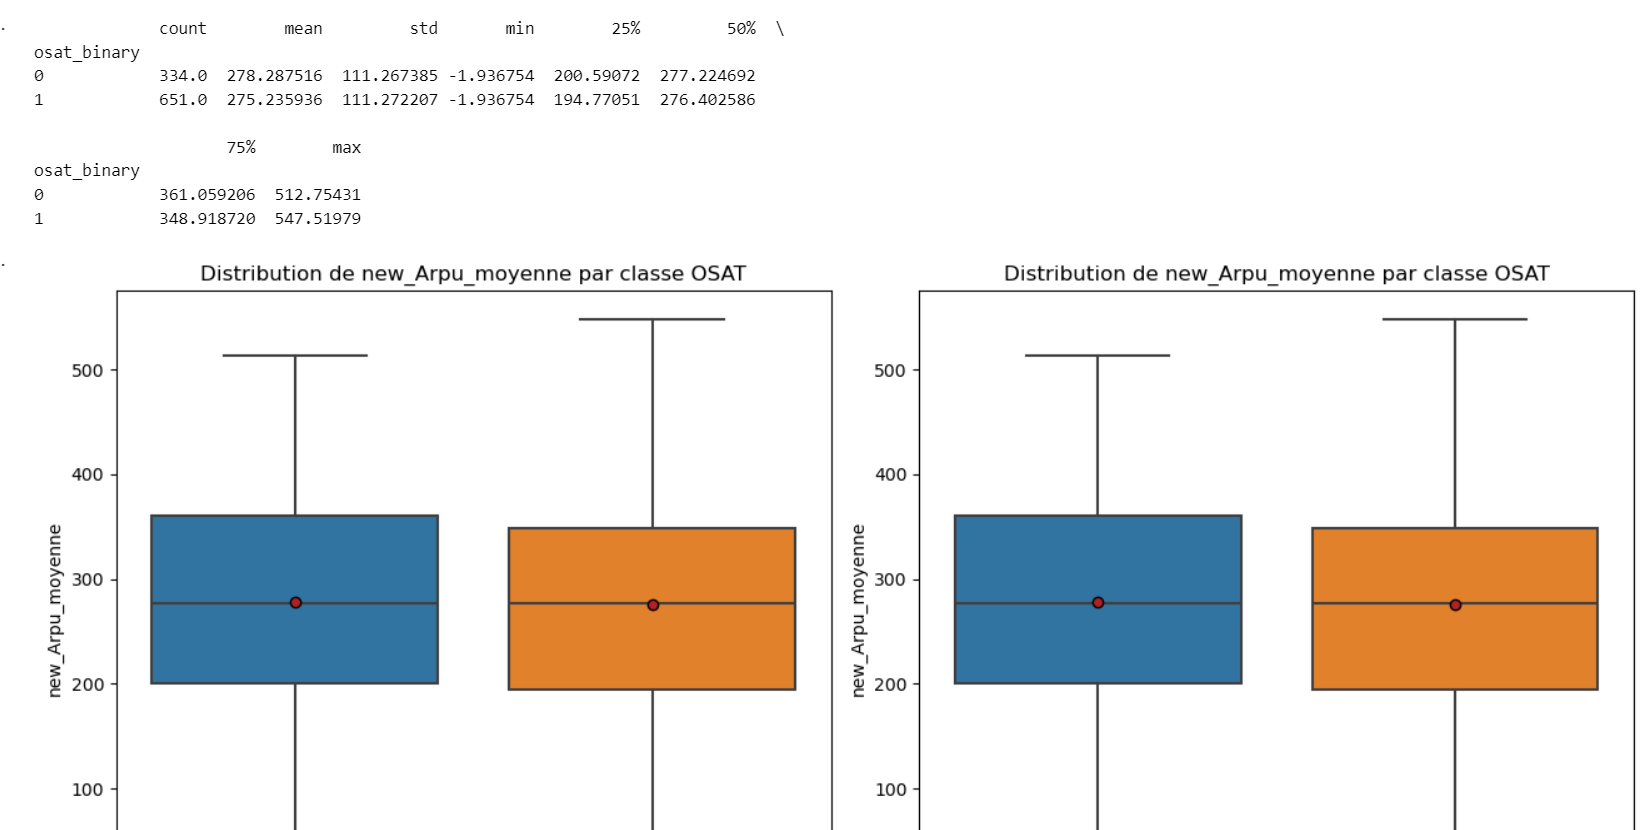 count mean std min 25% 50% \
osat_binary
0 334.0 278.287516 111.267385 -1.936754 200.59072 277.224692
1 651.0 275.235936 111.272207 -1.936754 194.77051 276.402586
75% max
osat_binary
0 361.059206 512.75431
1 348.918720 547.51979
Distribution de new_Arpu_moyenne par classe OSAT
500
400
300
200
100
new_Arpu_moyenne
Distribution de new_Arpu_moyenne par classe OSAT
500
400
300
200
100
new_Arpu_moyenne